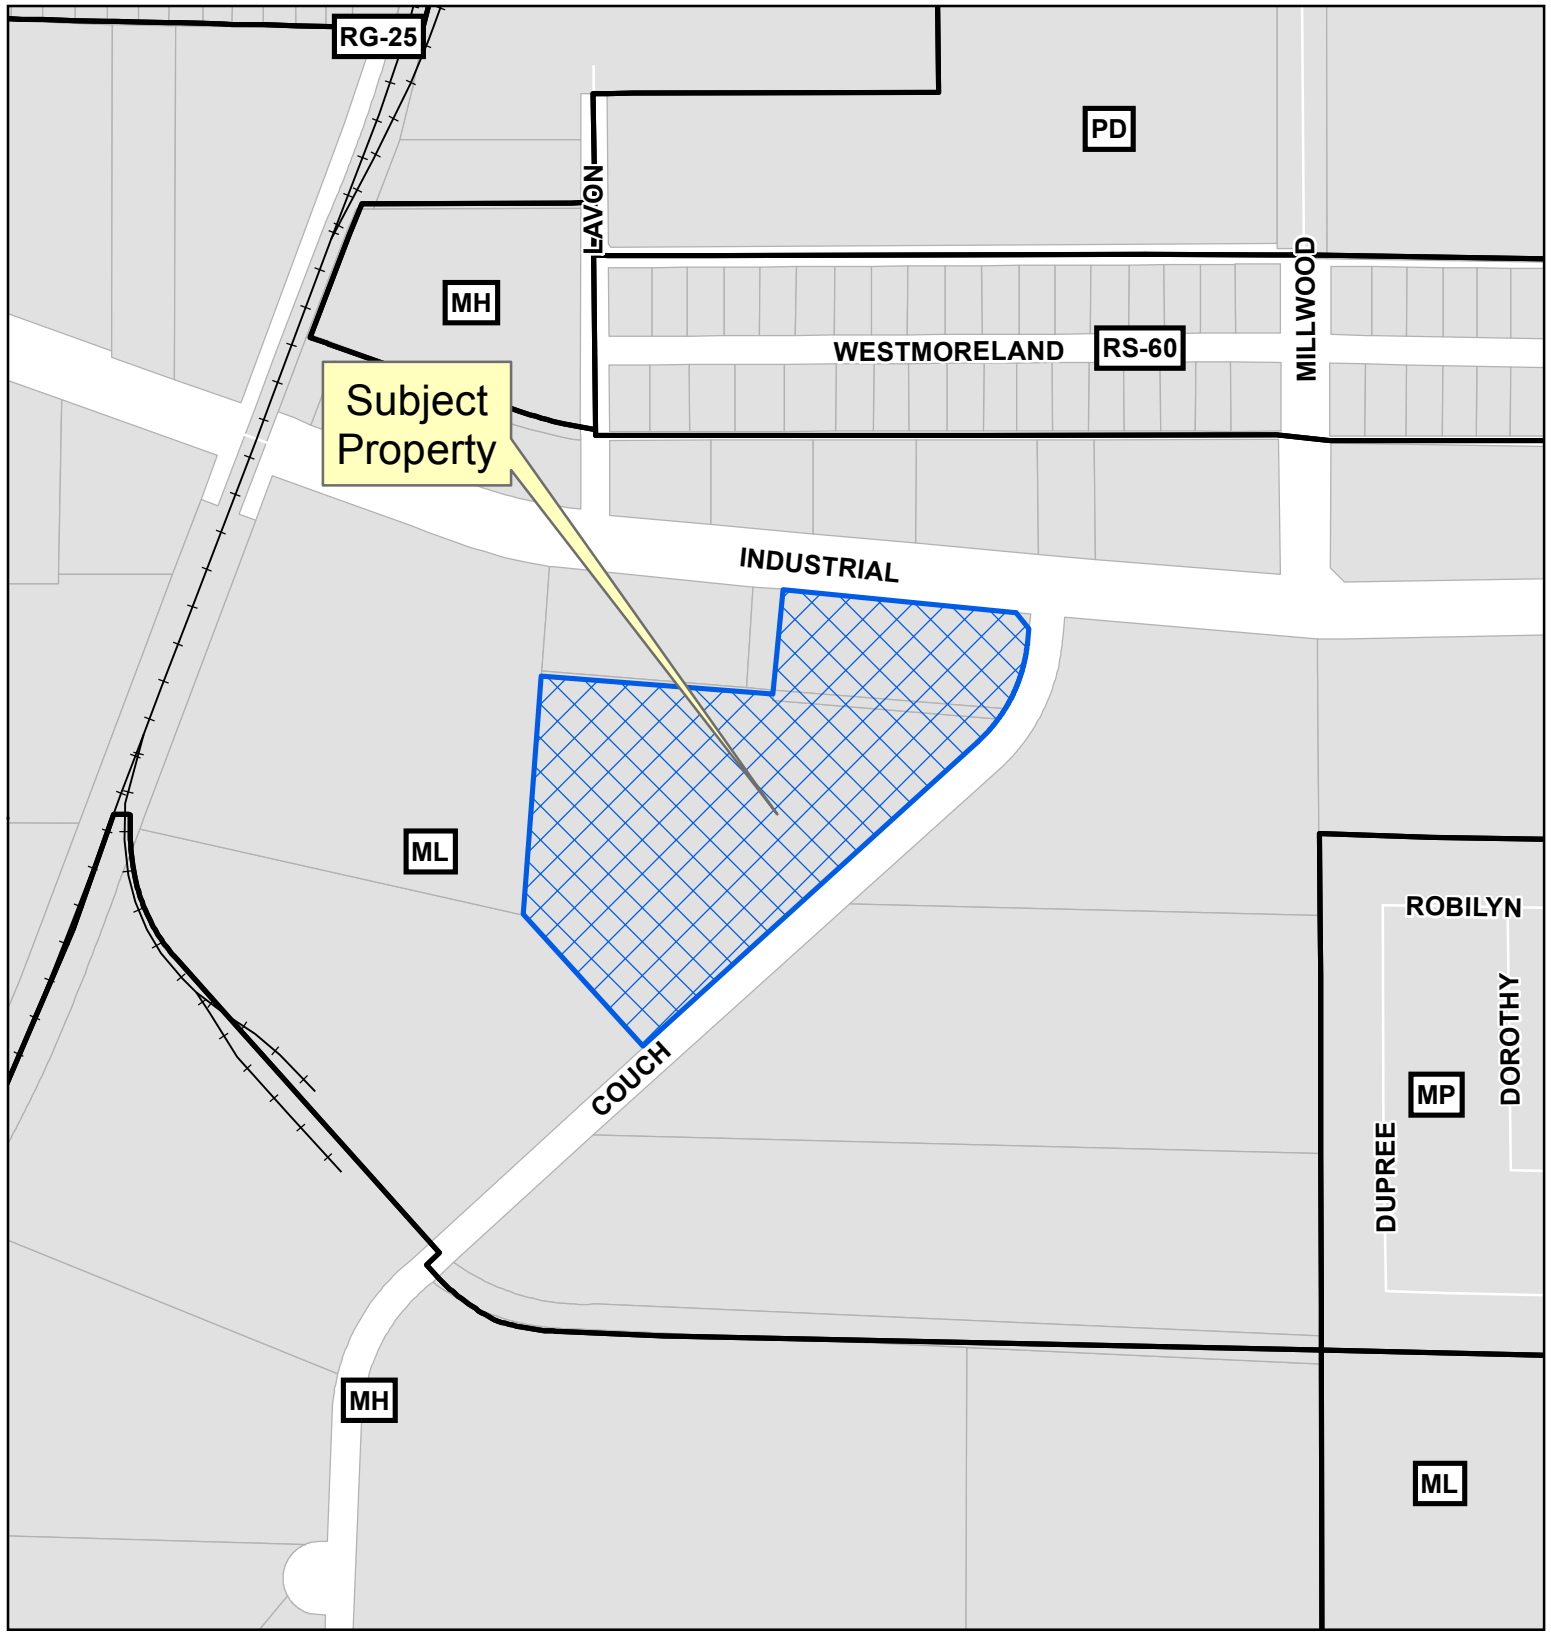 RG-25
PD
LAVON
MILLWOOD
MH
WESTMORELAND
RS-60
Subject
Property
INDUSTRIAL
ML
ROBILYN
DOROTHY
COUCH
MP
DUPREE
MH
ML